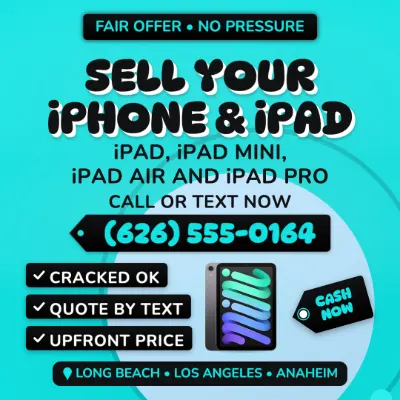 FAIR OFFER • NO PRESSURE
SELL YOUR
iPHONE & iPAD
iPAD, iPAD MINI,
iPAD AIR AND iPAD PRO
CALL OR TEXT NOW
(626) 555-0164
✓ CRACKED OK
✓ QUOTE BY TEXT
✓ UPFRONT PRICE
CASH
NOW
LONG BEACH • LOS ANGELES • ANAHEIM